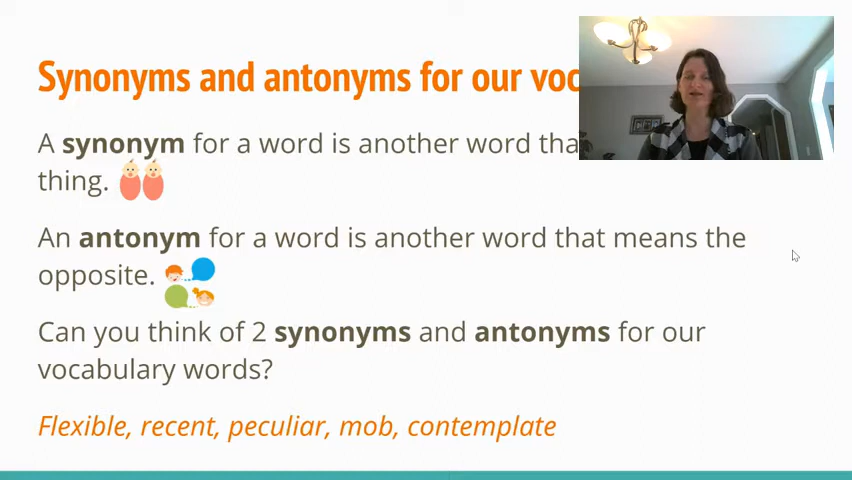 Synonyms and antonyms for our
A synonym for a word is another word
thing.
An antonym for a word is another word that means the
opposite.
Can you think of 2 synonyms and antonyms for our
vocabulary words?
Flexible, recent, peculiar, mob, contemplate